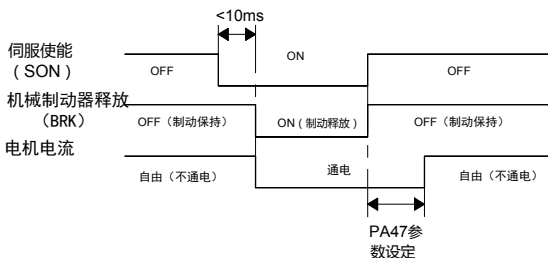 <10ms
伺服使能
（SON）
OFF
ON
OFF
机械制动器释放
（BRK）
OFF（制动保持）
ON（制动释放）
OFF（制动保持）
电机电流
自由（不通电）
通电
自由（不通电）
PA47参
数设定